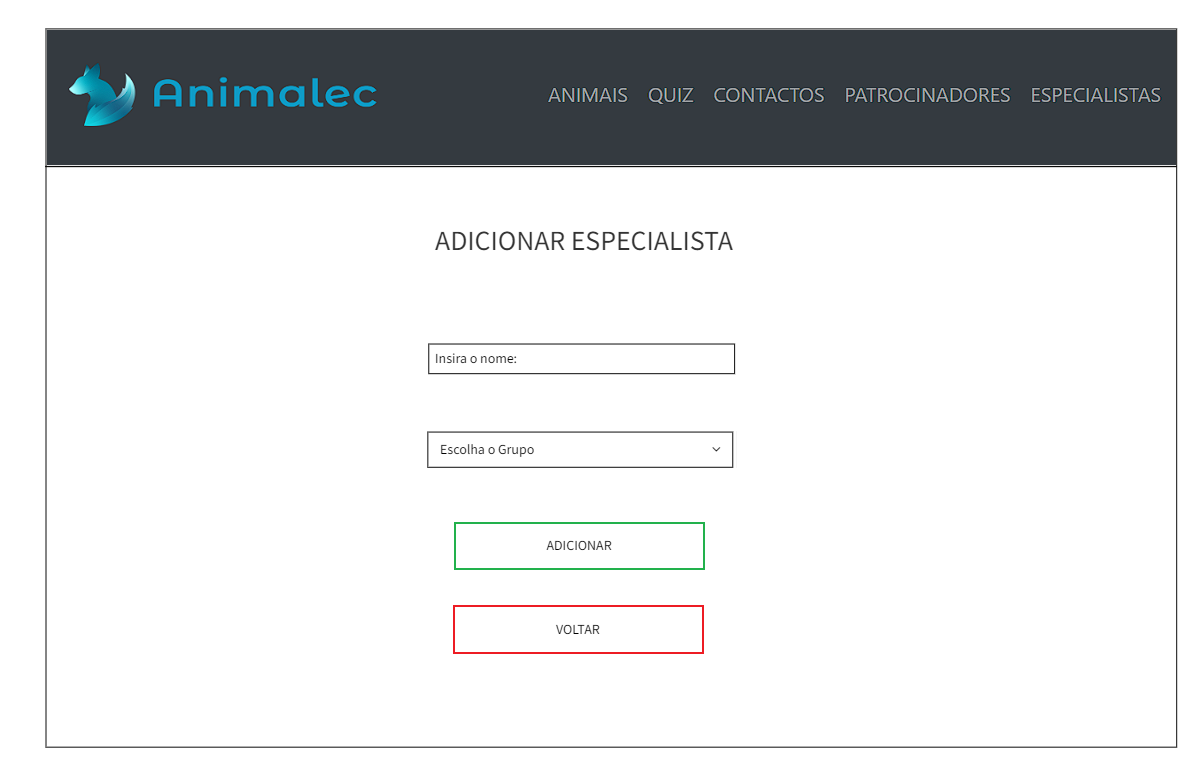 Animalec
ANIMAIS QUIZ CONTACTOS PATROCINADORES ESPECIALISTAS
ADICIONAR ESPECIALISTA
Insira o nome:
Escolha o Grupo
ADICIONAR
VOLTAR